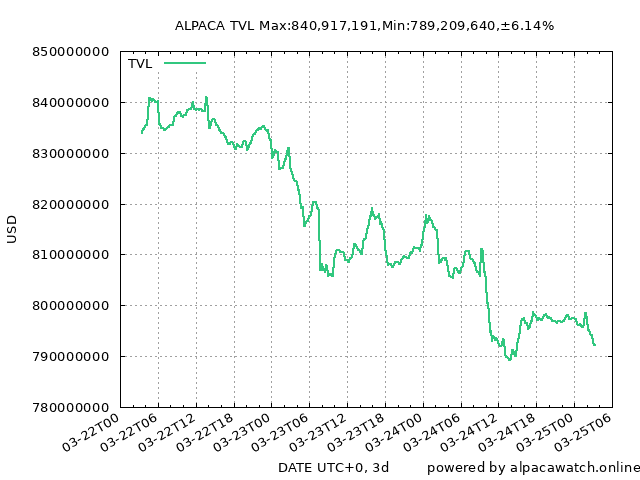 ALPACA TVL Max:840,917,191,Min:789,209,640,±6.14%
850000000
TVL
840000000
830000000
820000000
USD
810000000
800000000
790000000
780000000
03-22T00 03-22T06 03-22T12 03-22T18 03-23T00 03-23T06 03-23T12 03-23T18 03-24T00 03-24T06 03-24T12 03-24T18 03-25T00 03-25T06
DATE UTC+0, 3d powered by alpacawatch.online